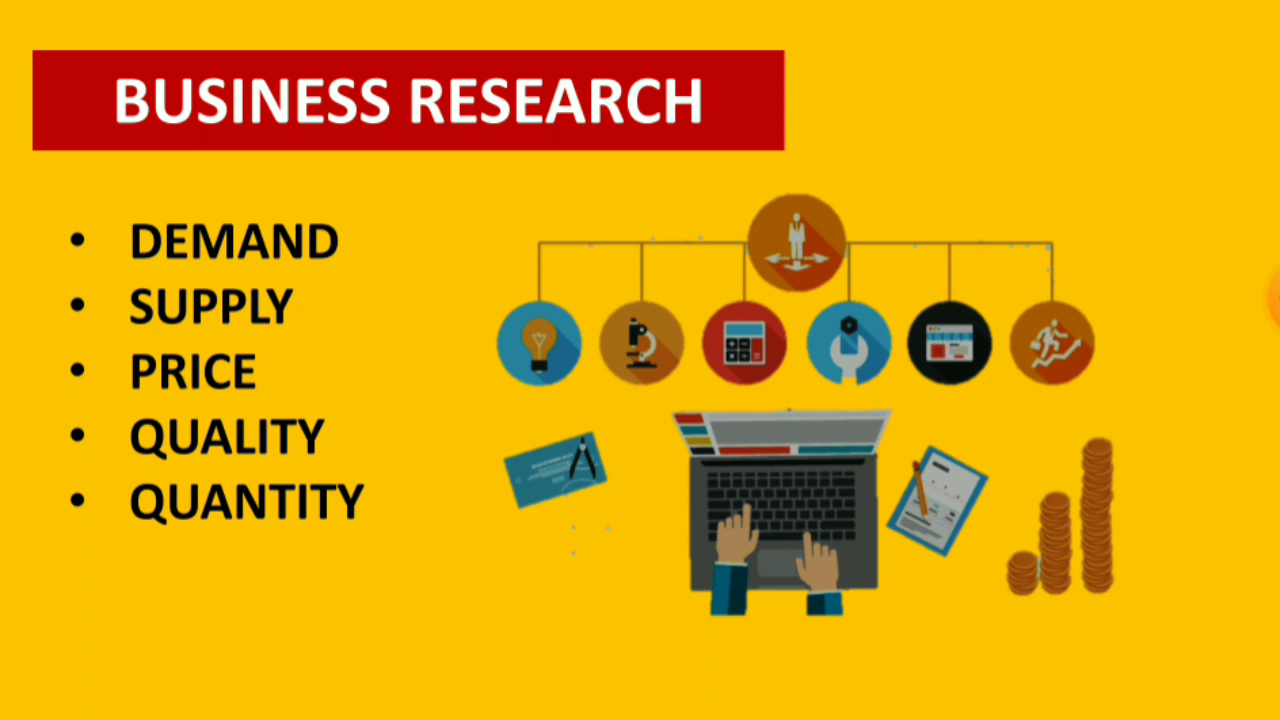 BUSINESS RESEARCH
• DEMAND
• SUPPLY
• PRICE
• QUALITY
• QUANTITY